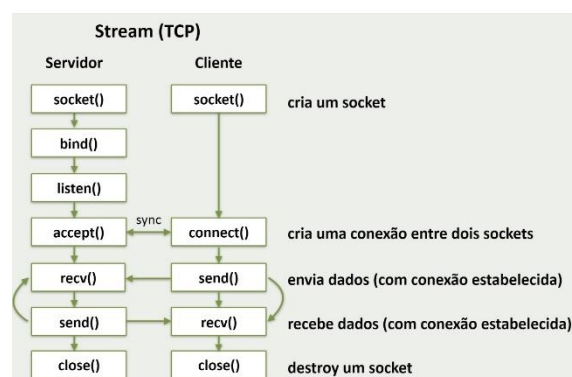 Stream (TCP)
Servidor Cliente
socket() socket() cria um socket
bind()
listen()
sync
accept() connect() cria uma conexão entre dois sockets
recv() send() envia dados (com conexão estabelecida)
send() recv() recebe dados (com conexão estabelecida)
close() close() destroy um socket